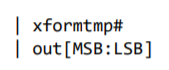 | xformtmp#
| out[MSB:LSB]